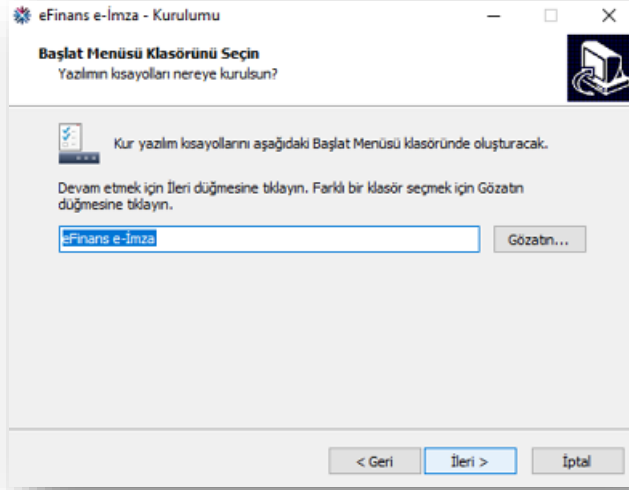 eFinans e-İmza - Kurulumu
Başlat Menüsü Klasörünü Seçin
Yazılımın kısayolları nereye kurulsun?
Kur yazılım kısayollarını aşağıdaki Başlat Menüsü klasöründe oluşturacak.
Devam etmek için İleri düğmesine tıklayın. Farklı bir klasör seçmek için Gözatın
düğmesine tıklayın.
eFinans e-İmza
Gözatın...
< Geri
İleri >
İptal